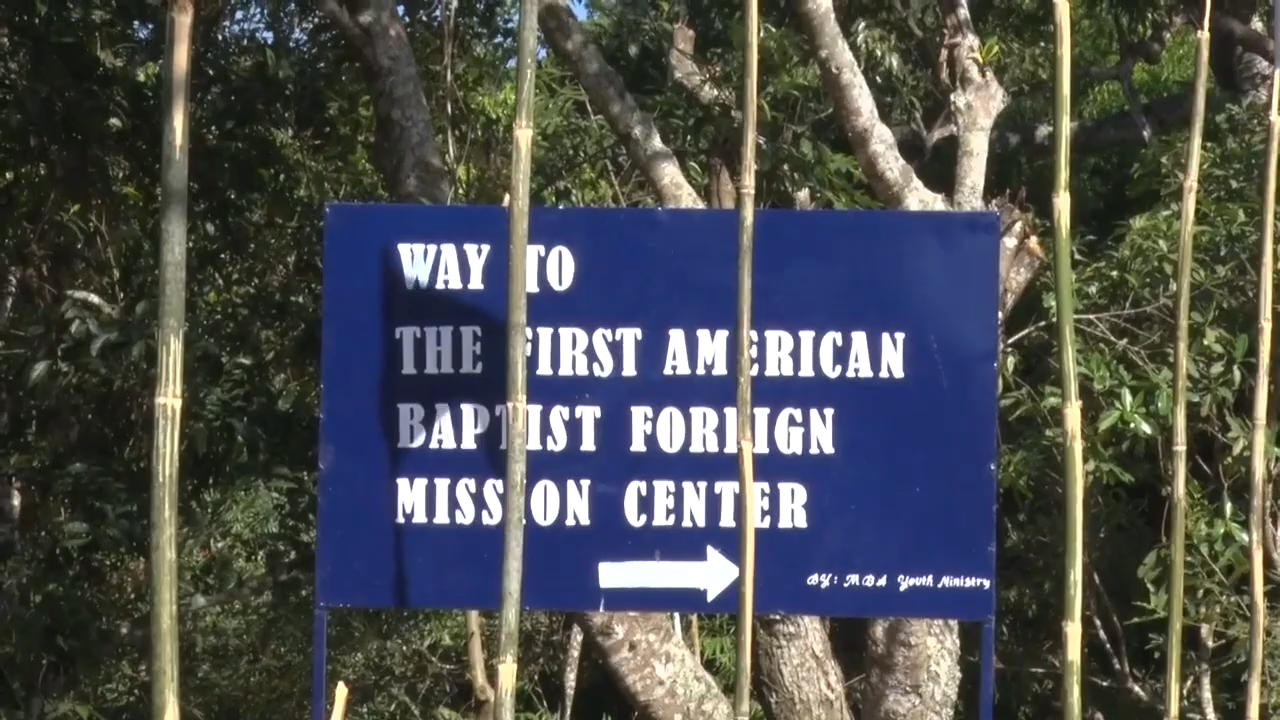 WAY TO
THE FIRST AMERICAN
BAPTIST FOREIGN
MISSION CENTER
BY: MBA Youth Ministry